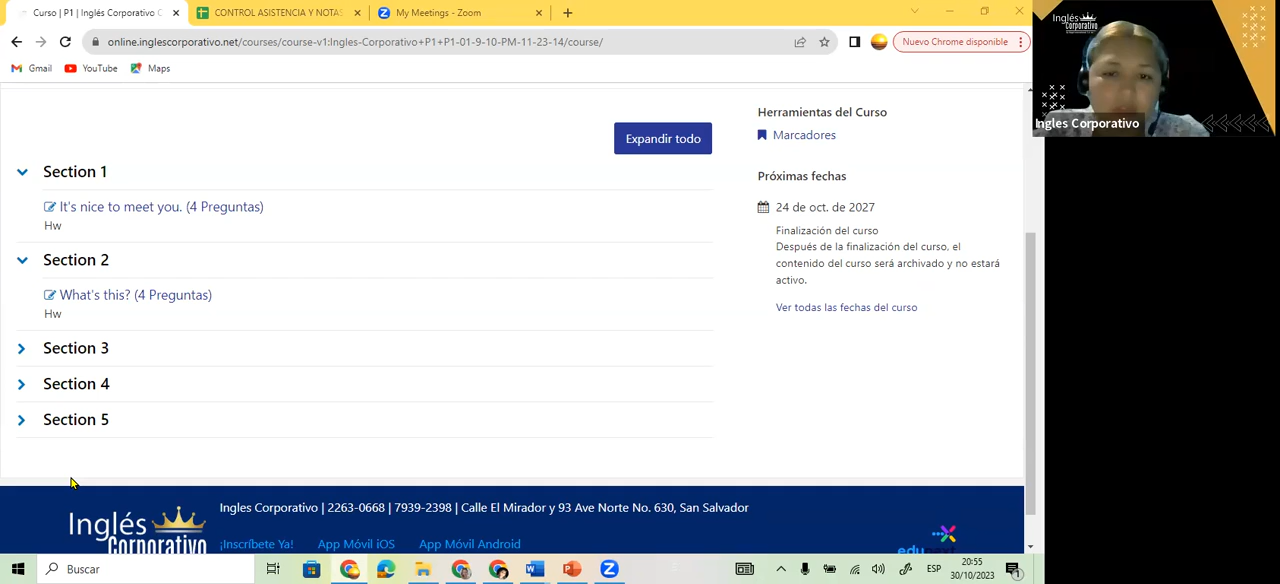 Curso | P1 | Inglés Corporativo C
CONTROL ASISTENCIA Y NOTAS
My Meetings - Zoom
online.inglescorporativo.net/courses/course-v1:Ingles-Corporativo+P1+P1-01-9-10-PM-11-23-14/course/
Nuevo Chrome disponible
Gmail
YouTube
Maps
Inglés
Corporativo
Ingles Corporativo
Expandir todo
Section 1
It's nice to meet you. (4 Preguntas)
Hw
Section 2
What's this? (4 Preguntas)
Hw
Section 3
Section 4
Section 5
Herramientas del Curso
Marcadores
Próximas fechas
24 de oct. de 2027
Finalización del curso
Después de la finalización del curso, el
contenido del curso será archivado y no estará
activo.
Ver todas las fechas del curso
Inglés
Corporativo
Ingles Corporativo | 2263-0668 | 7939-2398 | Calle El Mirador y 93 Ave Norte No. 630, San Salvador
¡Inscríbete Ya!
App Móvil iOS
App Móvil Android
edunext
Buscar
ESP
20:55
30/10/2023
1